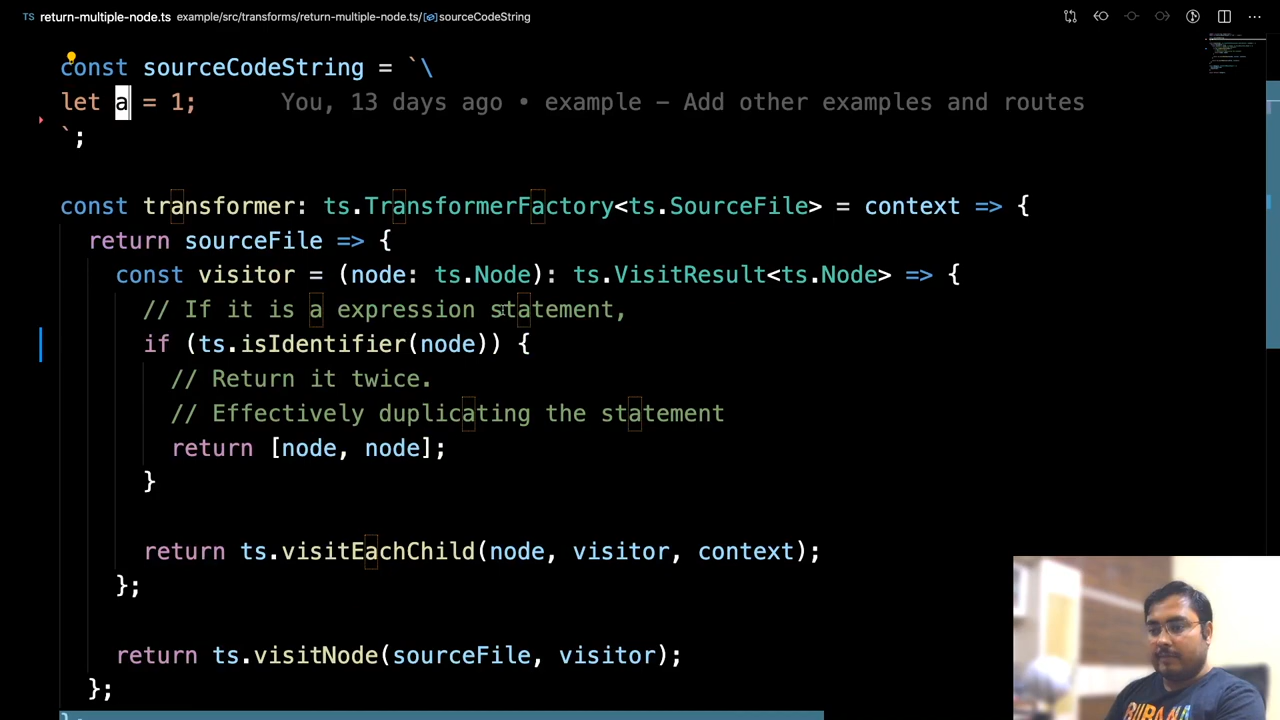 TS return-multiple-node.ts example/src/transforms/return-multiple-node.ts/sourceCodeString
const sourceCodeString = `\
let a = 1; You, 13 days ago • example — Add other examples and routes
`;
const transformer: ts.TransformerFactory<ts.SourceFile> = context => {
return sourceFile => {
const visitor = (node: ts.Node): ts.VisitResult<ts.Node> => {
// If it is a expression statement,
if (ts.isIdentifier(node)) {
// Return it twice.
// Effectively duplicating the statement
return [node, node];
}
return ts.visitEachChild(node, visitor, context);
};
return ts.visitNode(sourceFile, visitor);
};